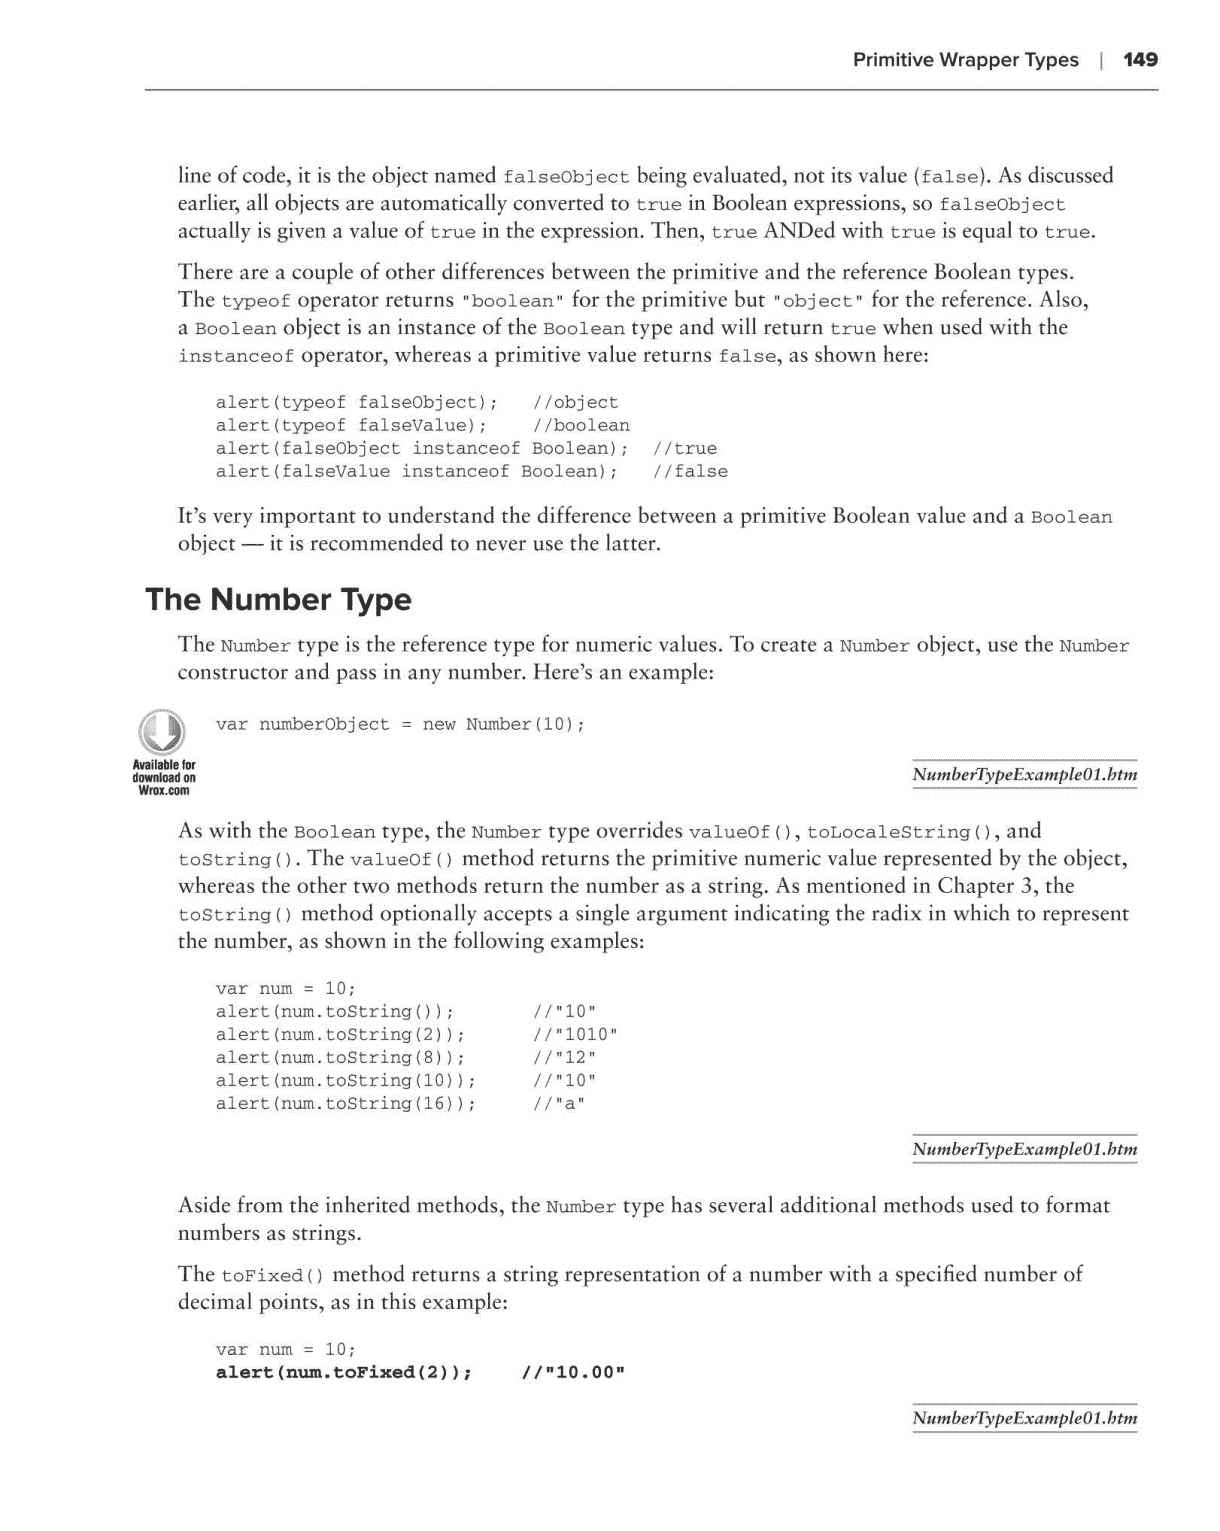 Primitive Wrapper Types | 149
line of code, it is the object named falseObject being evaluated, not its value (false). As discussed
earlier, all objects are automatically converted to true in Boolean expressions, so falseObject
actually is given a value of true in the expression. Then, true ANDed with true is equal to true.
There are a couple of other differences between the primitive and the reference Boolean types.
The typeof operator returns "boolean" for the primitive but "object" for the reference. Also,
a Boolean object is an instance of the Boolean type and will return true when used with the
instanceof operator, whereas a primitive value returns false, as shown here:
alert(typeof falseObject);   //object
alert(typeof falseValue);    //boolean
alert(falseObject instanceof Boolean);  //true
alert(falseValue instanceof Boolean);   //false
It's very important to understand the difference between a primitive Boolean value and a Boolean
object — it is recommended to never use the latter.
The Number Type
The Number type is the reference type for numeric values. To create a Number object, use the Number
constructor and pass in any number. Here's an example:
var numberObject = new Number(10);
Available for
download on
Wrox.com
NumberTypeExample01.htm
As with the Boolean type, the Number type overrides valueOf(), toLocaleString(), and
toString(). The valueOf() method returns the primitive numeric value represented by the object,
whereas the other two methods return the number as a string. As mentioned in Chapter 3, the
toString() method optionally accepts a single argument indicating the radix in which to represent
the number, as shown in the following examples:
var num = 10;
alert(num.toString());       //"10"
alert(num.toString(2));      //"1010"
alert(num.toString(8));      //"12"
alert(num.toString(10));     //"10"
alert(num.toString(16));     //"a"
NumberTypeExample01.htm
Aside from the inherited methods, the Number type has several additional methods used to format
numbers as strings.
The toFixed() method returns a string representation of a number with a specified number of
decimal points, as in this example:
var num = 10;
alert(num.toFixed(2));    //"10.00"
NumberTypeExample01.htm